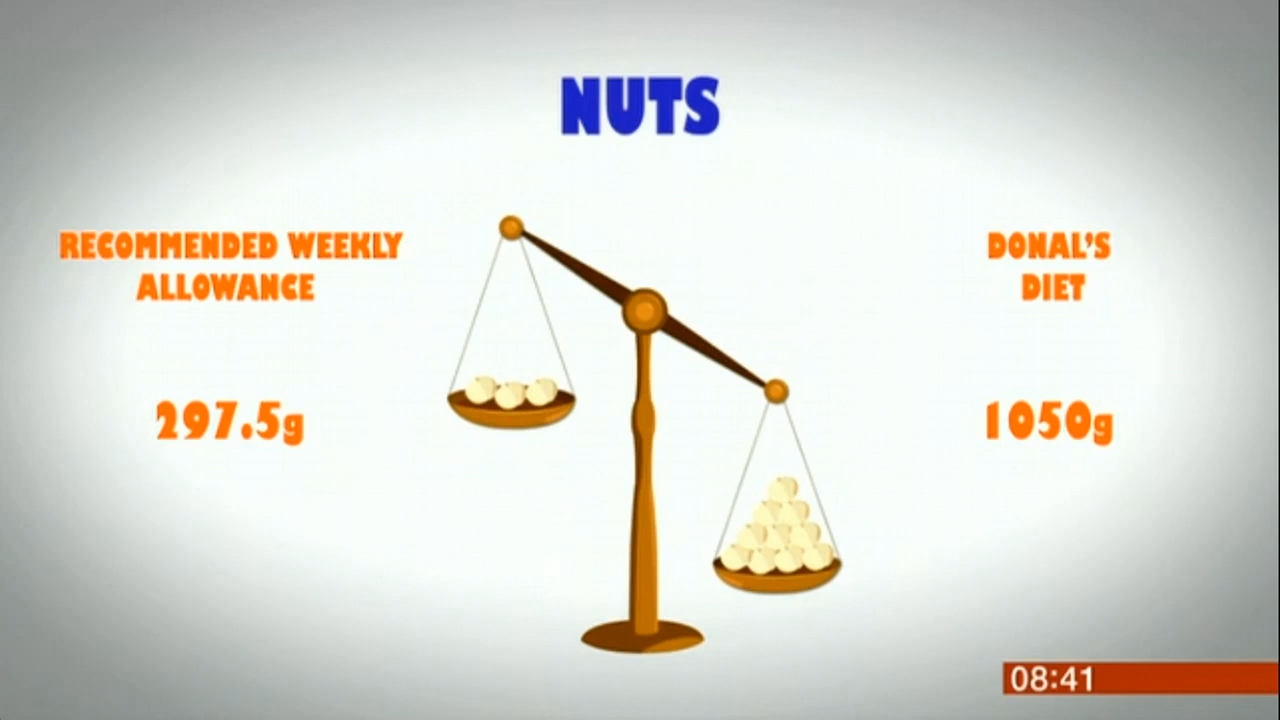 NUTS
RECOMMENDED WEEKLY
ALLOWANCE
297.5g
DONAL'S
DIET
1050g
08:41